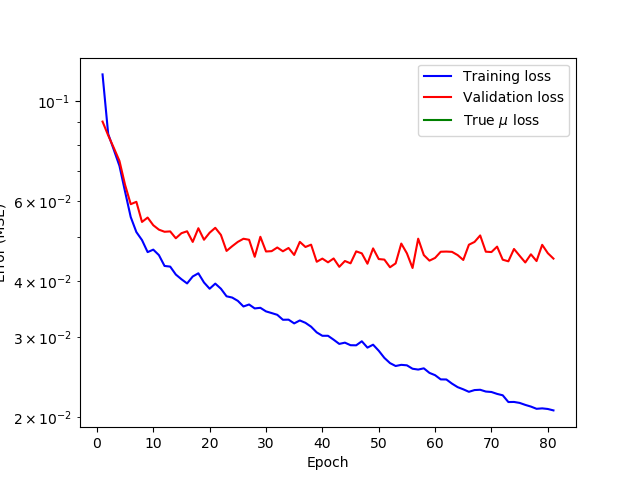 Training loss
Validation loss
True μ loss
10⁻¹
6 × 10⁻²
4 × 10⁻²
3 × 10⁻²
2 × 10⁻²
(MSE)
0 10 20 30 40 50 60 70 80
Epoch